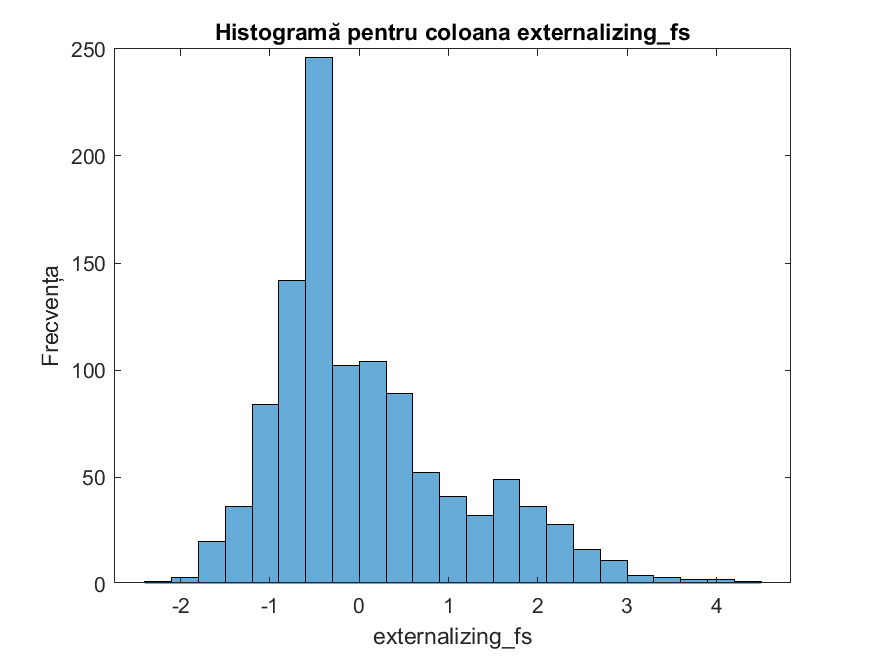 Histogramă pentru coloana externalizing_fs
250
200
150
100
50
0
Frecvența
-2 -1 0 1 2 3 4
externalizing_fs